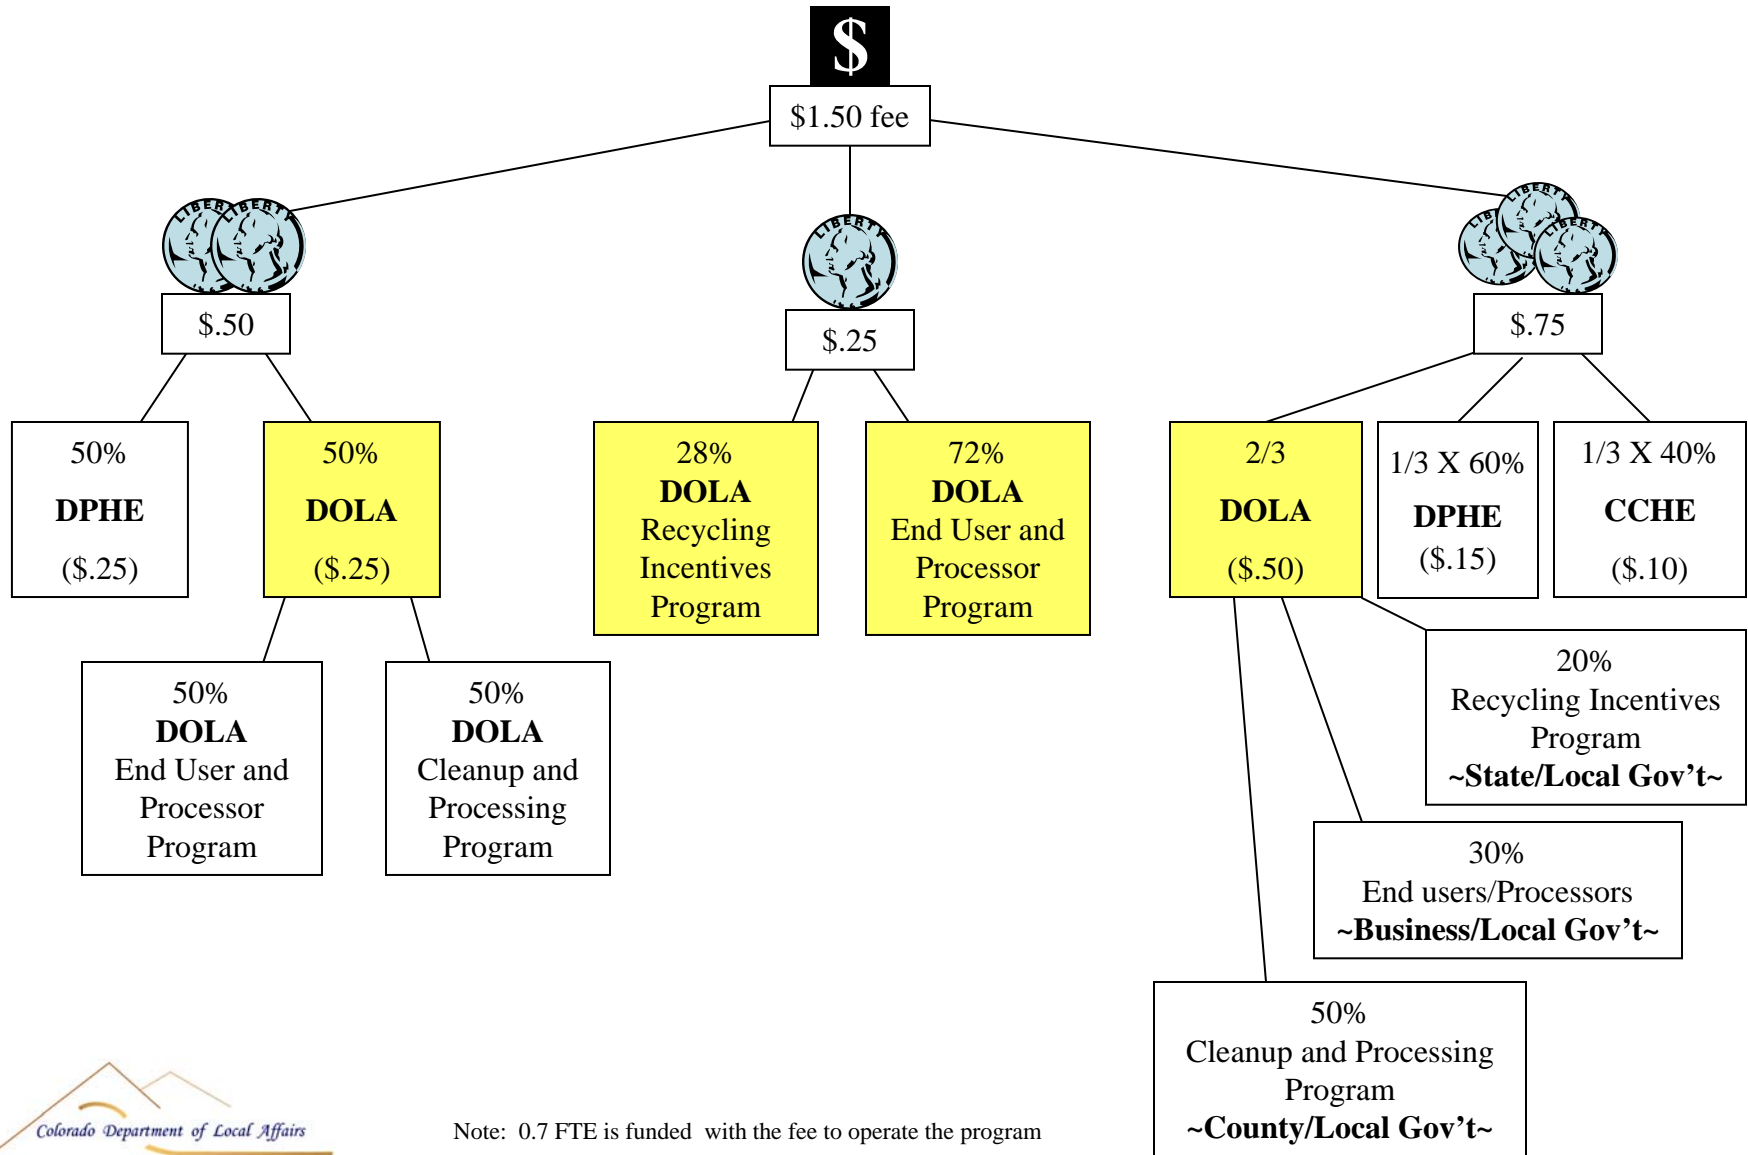 $
$1.50 fee
LIBERTY
LIBERTY
LIBERTY
$.50
$.25
$.75
50%
DPHE
($.25)
50%
DOLA
($.25)
28%
DOLA
Recycling
Incentives
Program
72%
DOLA
End User and
Processor
Program
2/3
DOLA
($.50)
1/3 X 60%
DPHE
($.15)
1/3 X 40%
CCHE
($.10)
50%
DOLA
End User and
Processor
Program
50%
DOLA
Cleanup and
Processing
Program
20%
Recycling Incentives
Program
~State/Local Gov’t~
30%
End users/Processors
~Business/Local Gov’t~
50%
Cleanup and Processing
Program
~County/Local Gov’t~
Colorado Department of Local Affairs
Note: 0.7 FTE is funded with the fee to operate the program